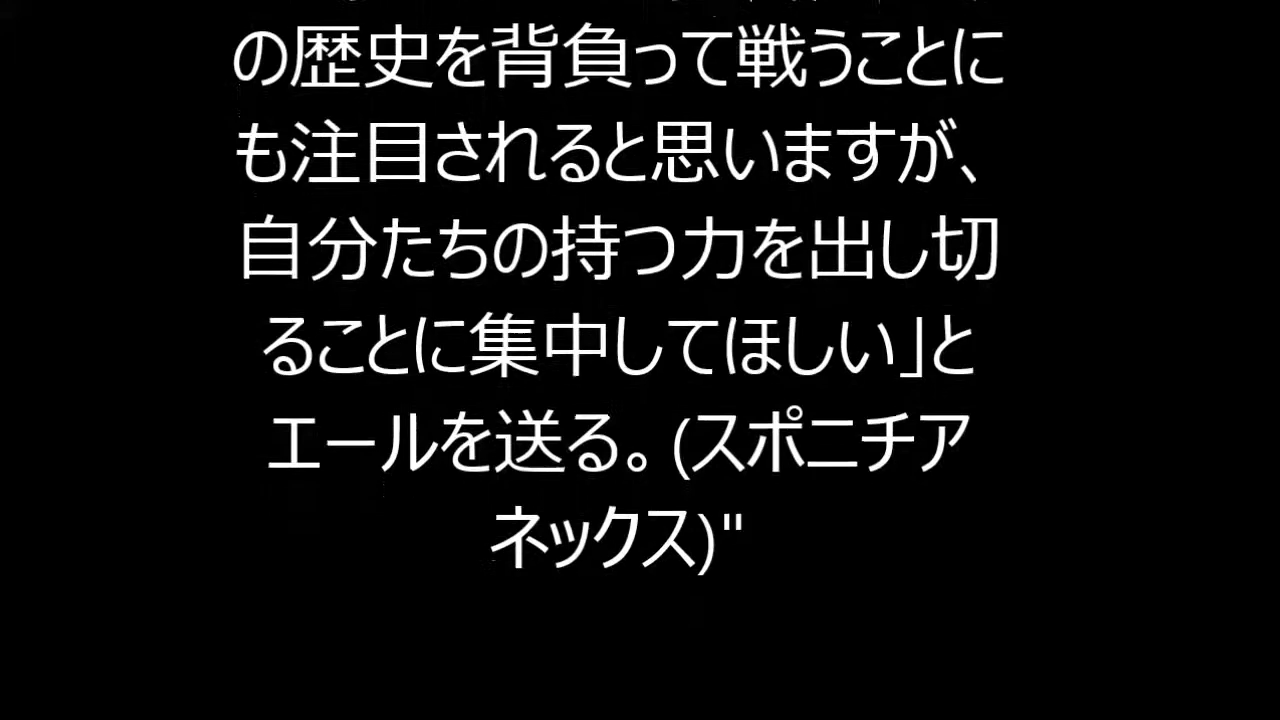 の歴史を背負って戦うことに
も注目されると思いますが、
自分たちの持つ力を出し切
ることに集中してほしい」と
エールを送る。(スポニチア
ネックス)"